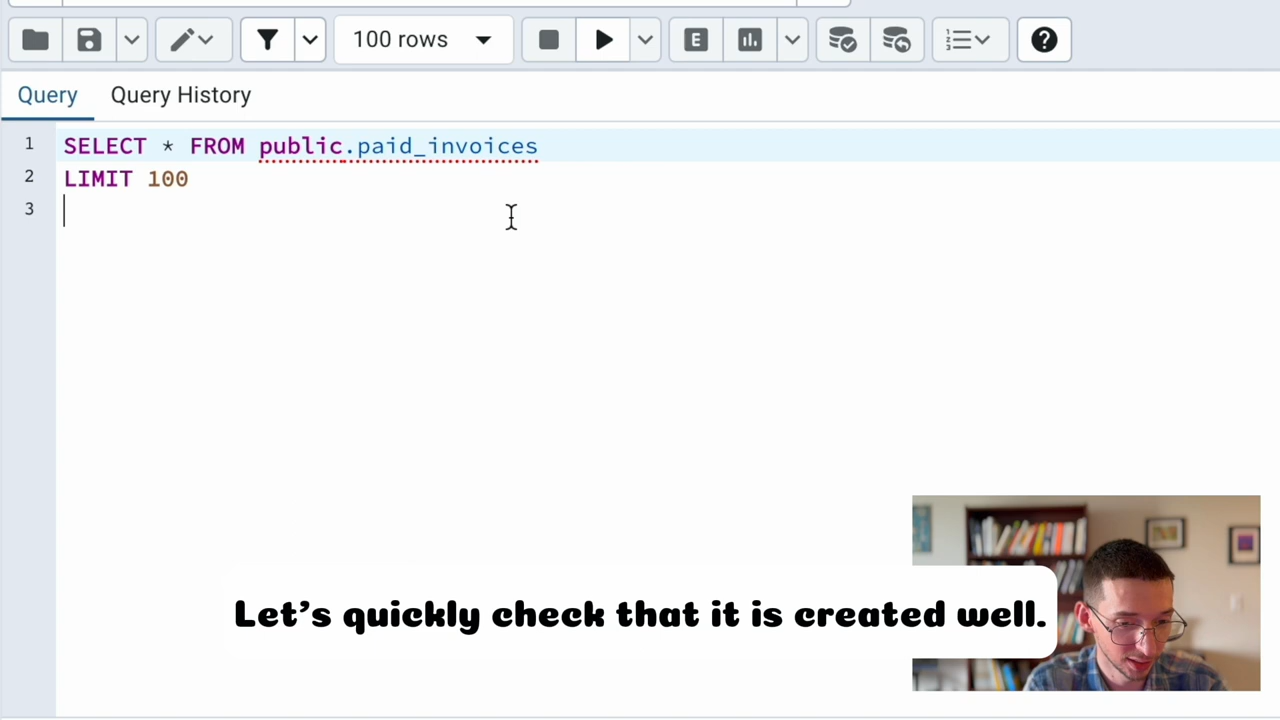 100 rows
E
Query Query History
1 SELECT * FROM public.paid_invoices
2 LIMIT 100
3
Let's quickly check that it is created well.